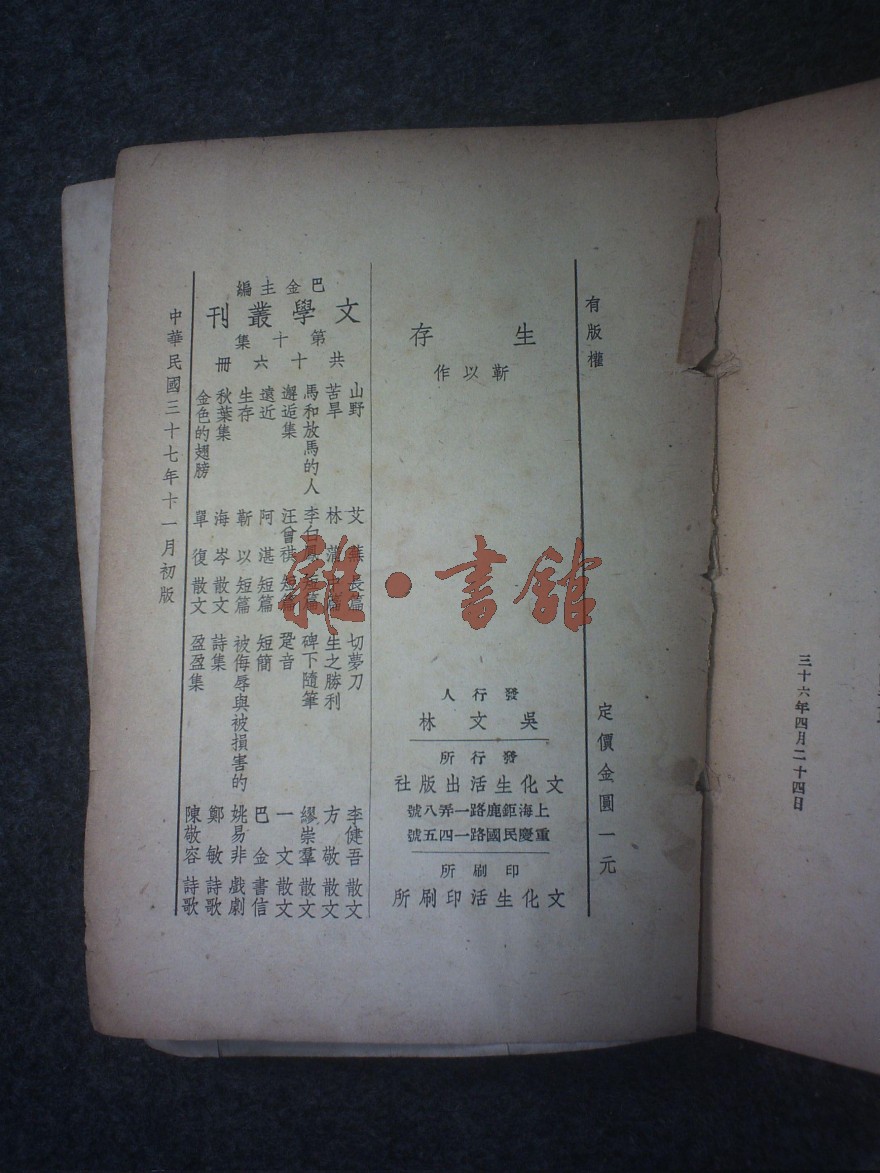 三十六年四月二十四日
有版權
定價金圓一元
生存
靳以作
發行人
吳文林
發行所
文化生活出版社
上海鉅鹿路一弄八號
重慶民國路一四五號
印刷所
文化生活印刷所
巴金主編
文學叢刊
第十集
共十六冊
山野 艾蕪 長篇
苦旱 林蒲 篇
馬和放馬的人 李白鳳 短篇
邂逅集 汪曾祺 短篇
遠近 阿湛 短篇
生存 靳以 短篇
秋葉集 海岑 散文
金色的翅膀 單復 散文
切夢刀 李健吾 散文
生之勝利 方敬 散文
碑下隨筆 繆崇羣 散文
跫音 一文 散文
短簡 巴金 書信
被侮辱與被損害的 姚易非 戲劇
詩集 鄭敏 詩歌
盈盈集 陳敬容 詩歌
中華民國三十七年十一月初版
雜·書館